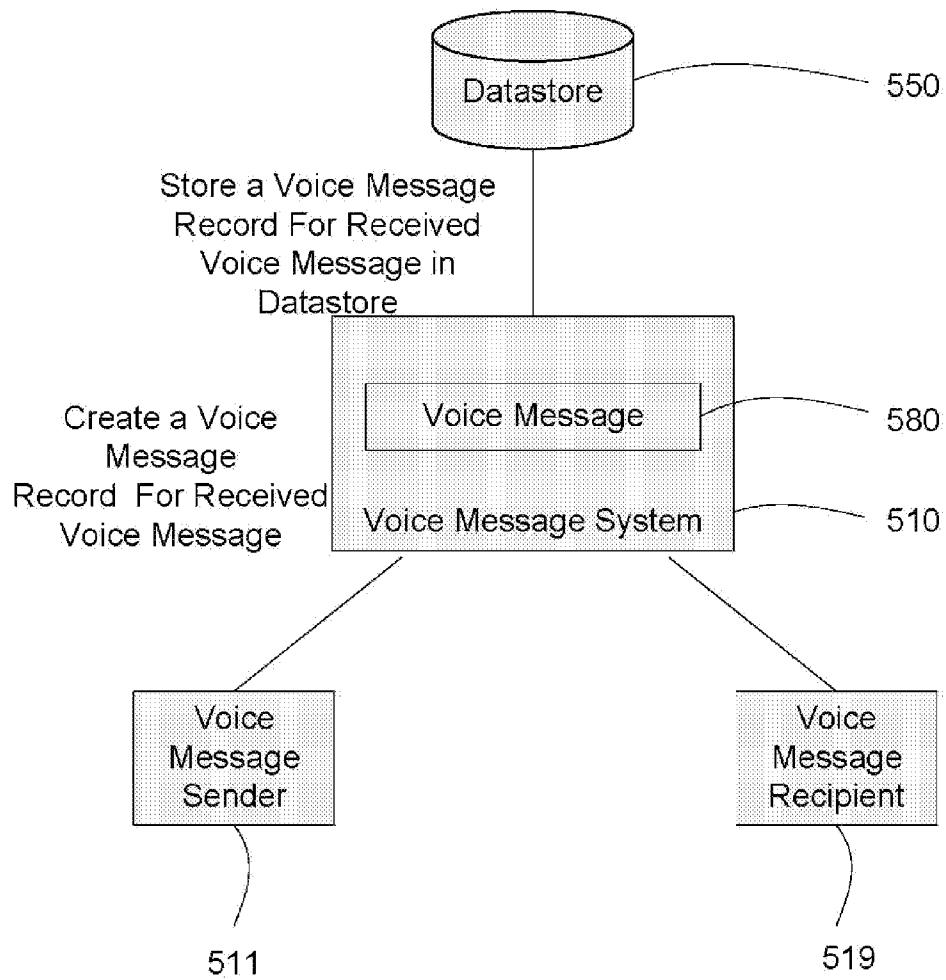 Datastore
550
Store a Voice Message
Record For Received
Voice Message in
Datastore
Voice Message
580
Create a Voice
Message
Record For Received
Voice Message
Voice Message System
510
Voice
Message
Sender
Voice
Message
Recipient
511
519